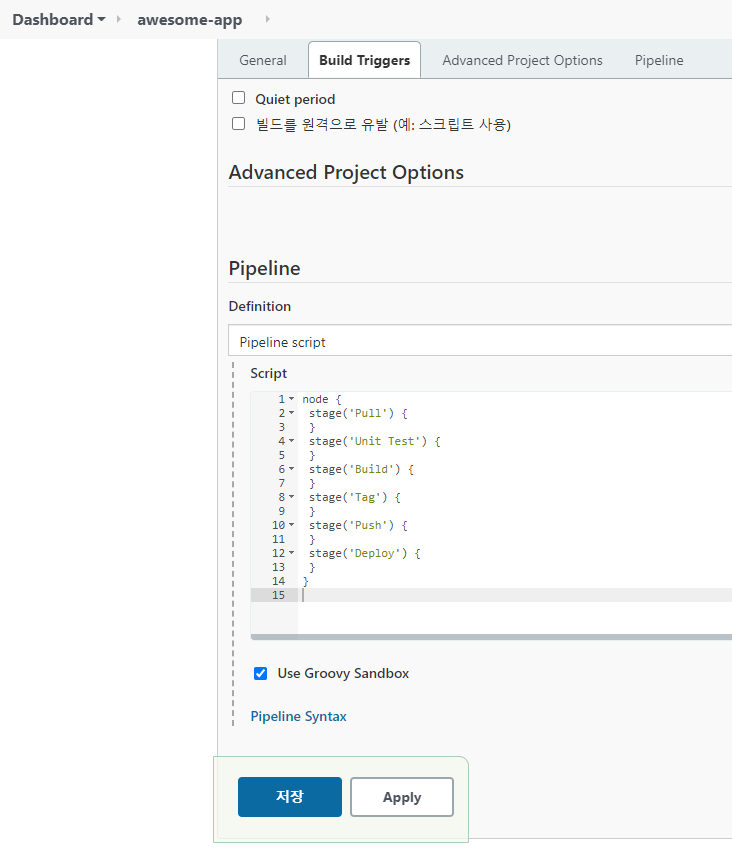 Dashboard awesome-app
General Build Triggers Advanced Project Options Pipeline
Quiet period
빌드를 원격으로 유발 (예: 스크립트 사용)
Advanced Project Options
Pipeline
Definition
Pipeline script
Script
1 node {
2 stage('Pull') {
3 }
4 stage('Unit Test') {
5 }
6 stage('Build') {
7 }
8 stage('Tag') {
9 }
10 stage('Push') {
11 }
12 stage('Deploy') {
13 }
14 }
15
Use Groovy Sandbox
Pipeline Syntax
저장 Apply